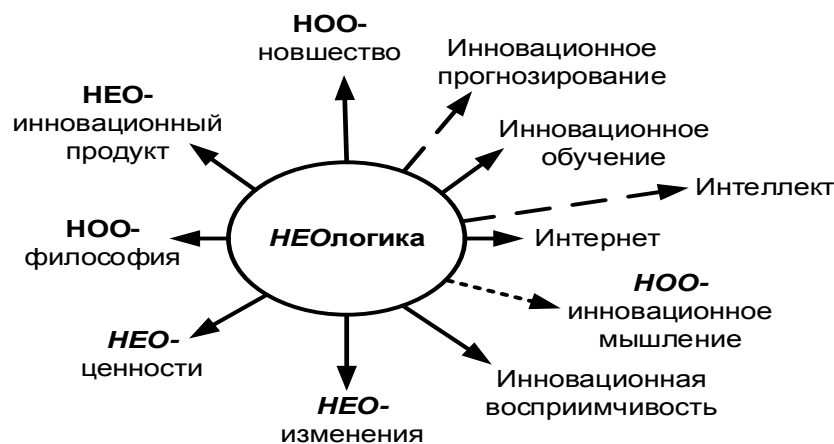 НОО-
новшество
Инновационное
прогнозирование
НЕО-
инновационный
продукт
Инновационное
обучение
Интеллект
НОО-
философия
НЕОлогика
Интернет
НОО-
инновационное
мышление
НЕО-
ценности
Инновационная
восприимчивость
НЕО-
изменения